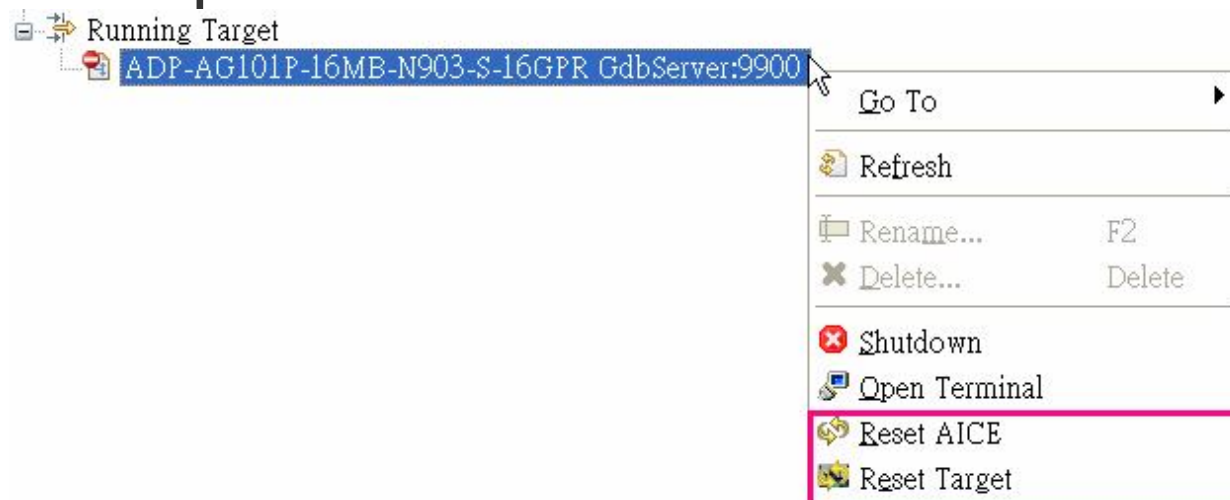 Running Target
ADP-AG101P-16MB-N903-S-16GPR GdbServer:9900
Go To
Refresh
Rename... F2
Delete... Delete
Shutdown
Open Terminal
Reset AICE
Reset Target